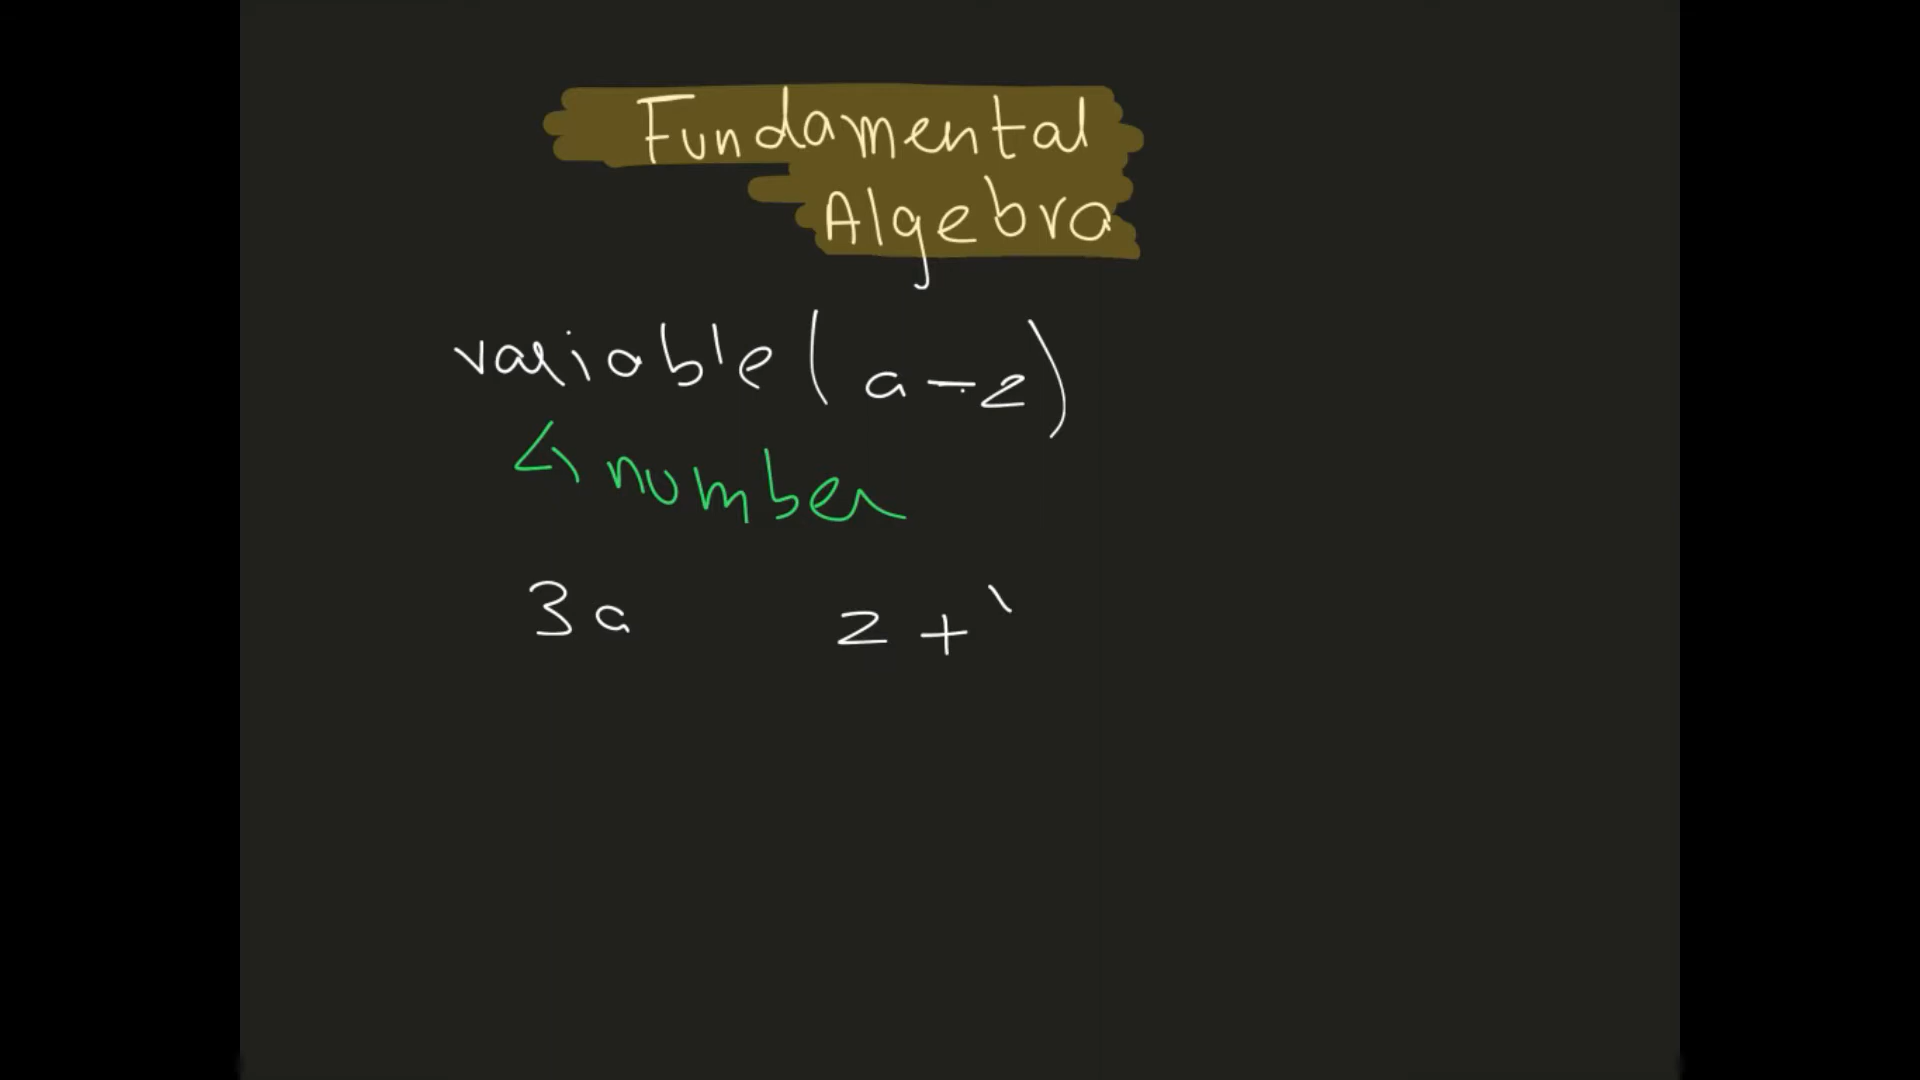 Fundamental
Algebra
variable (a-z)
number
3a z +